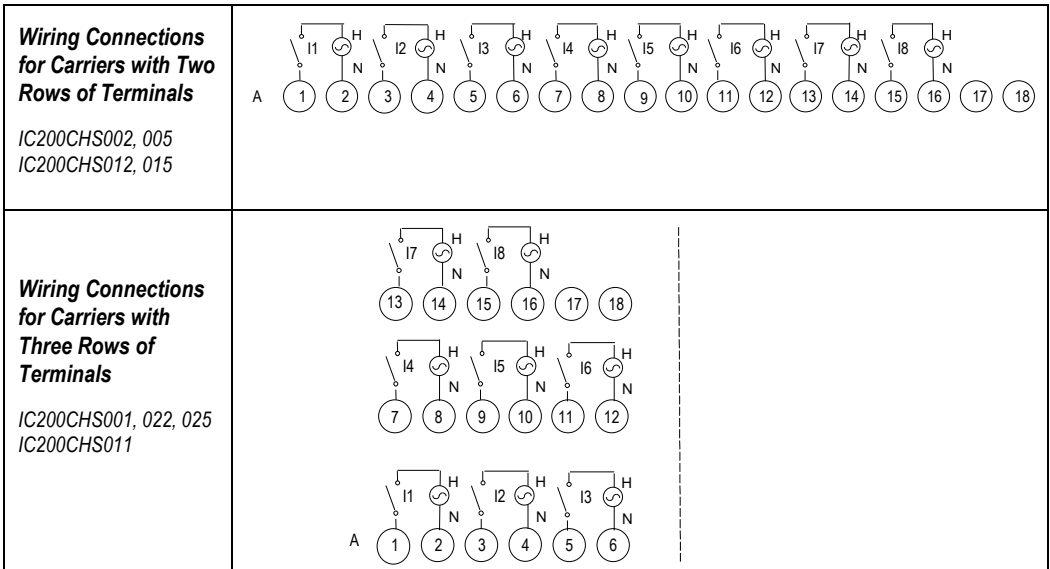 Wiring Connections
for Carriers with Two
Rows of Terminals
IC200CHS002, 005
IC200CHS012, 015
I1 H I2 H I3 H I4 H I5 H I6 H I7 H I8 H
N N N N N N N N
A 1 2 3 4 5 6 7 8 9 10 11 12 13 14 15 16 17 18
Wiring Connections
for Carriers with
Three Rows of
Terminals
IC200CHS001, 022, 025
IC200CHS011
I7 H I8 H
N N
13 14 15 16 17 18
I4 H I5 H I6 H
N N N
7 8 9 10 11 12
I1 H I2 H I3 H
N N N
A 1 2 3 4 5 6